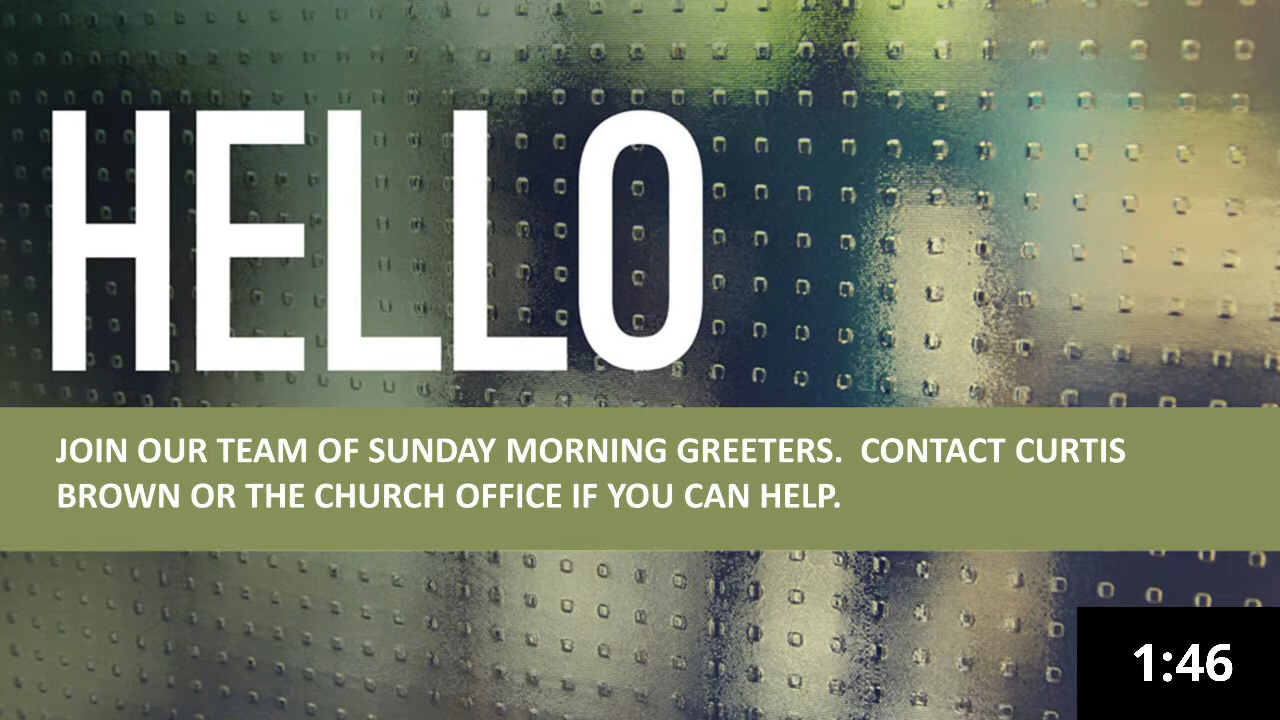 HELLO
JOIN OUR TEAM OF SUNDAY MORNING GREETERS.  CONTACT CURTIS
BROWN OR THE CHURCH OFFICE IF YOU CAN HELP.
1:46